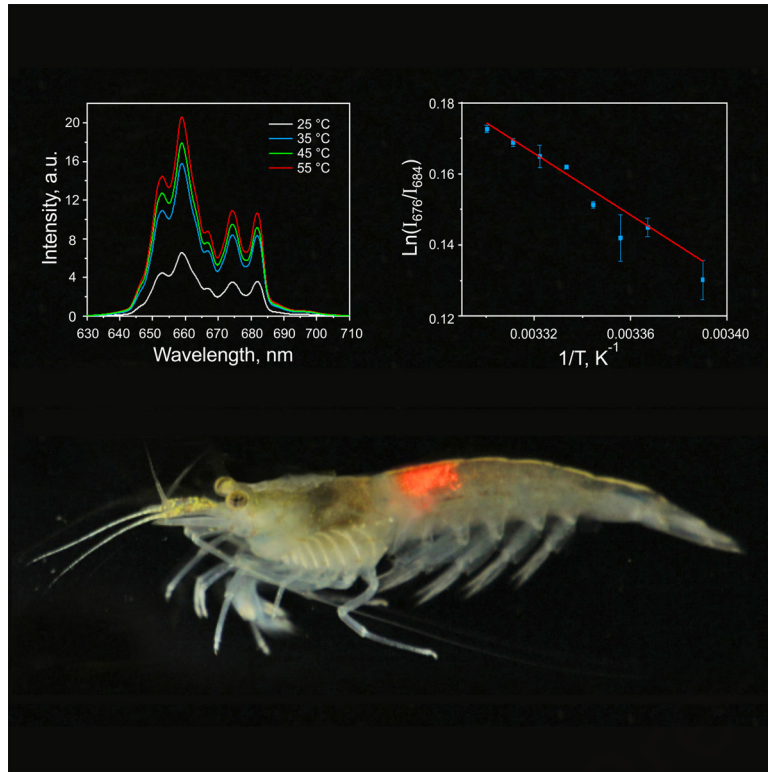 20
16
12
8
4
0
Intensity, a.u.
25 °C
35 °C
45 °C
55 °C
630 640 650 660 670 680 690 700 710
Wavelength, nm
0.18
0.16
0.14
0.12
Ln(I676/I684)
0.00332 0.00336 0.00340
1/T, K-1